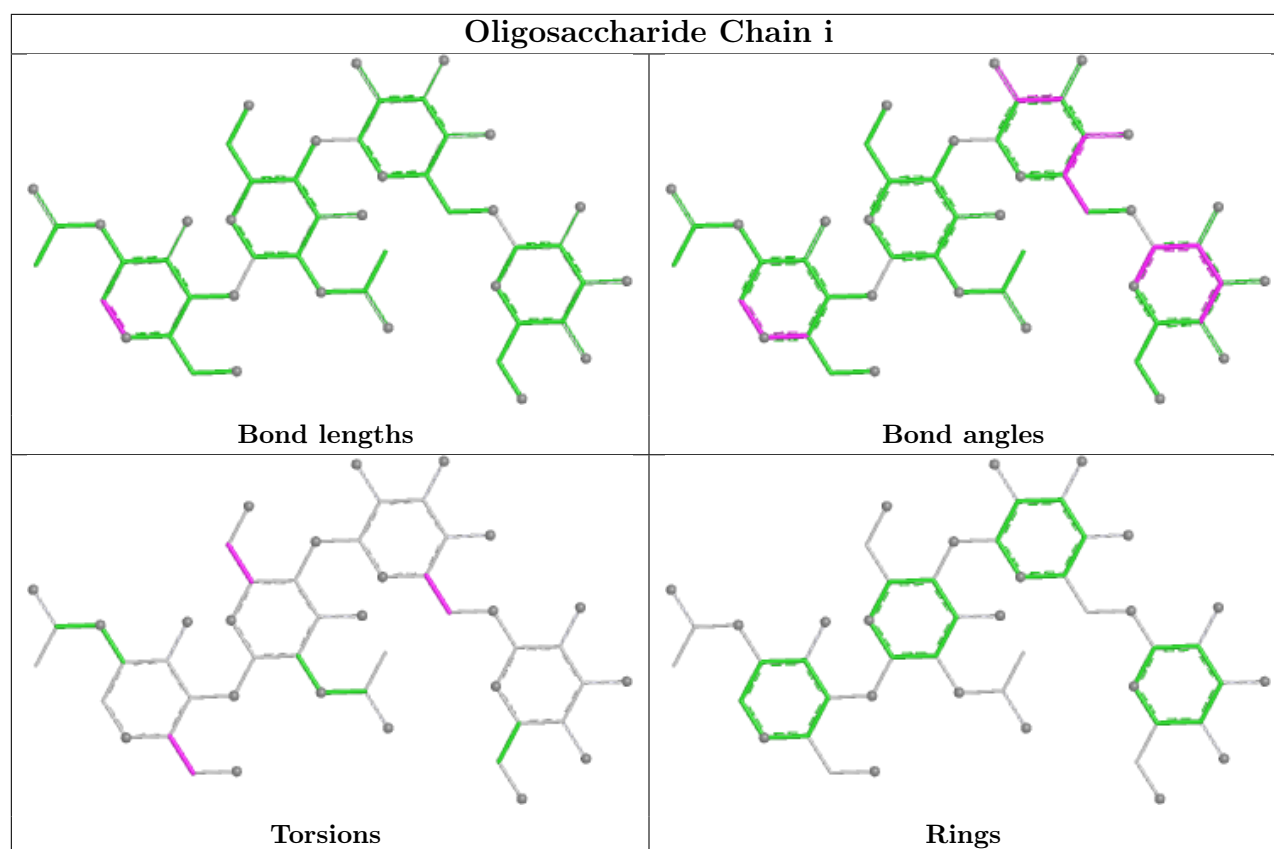 Oligosaccharide Chain i
Bond lengths
Bond angles
Torsions
Rings